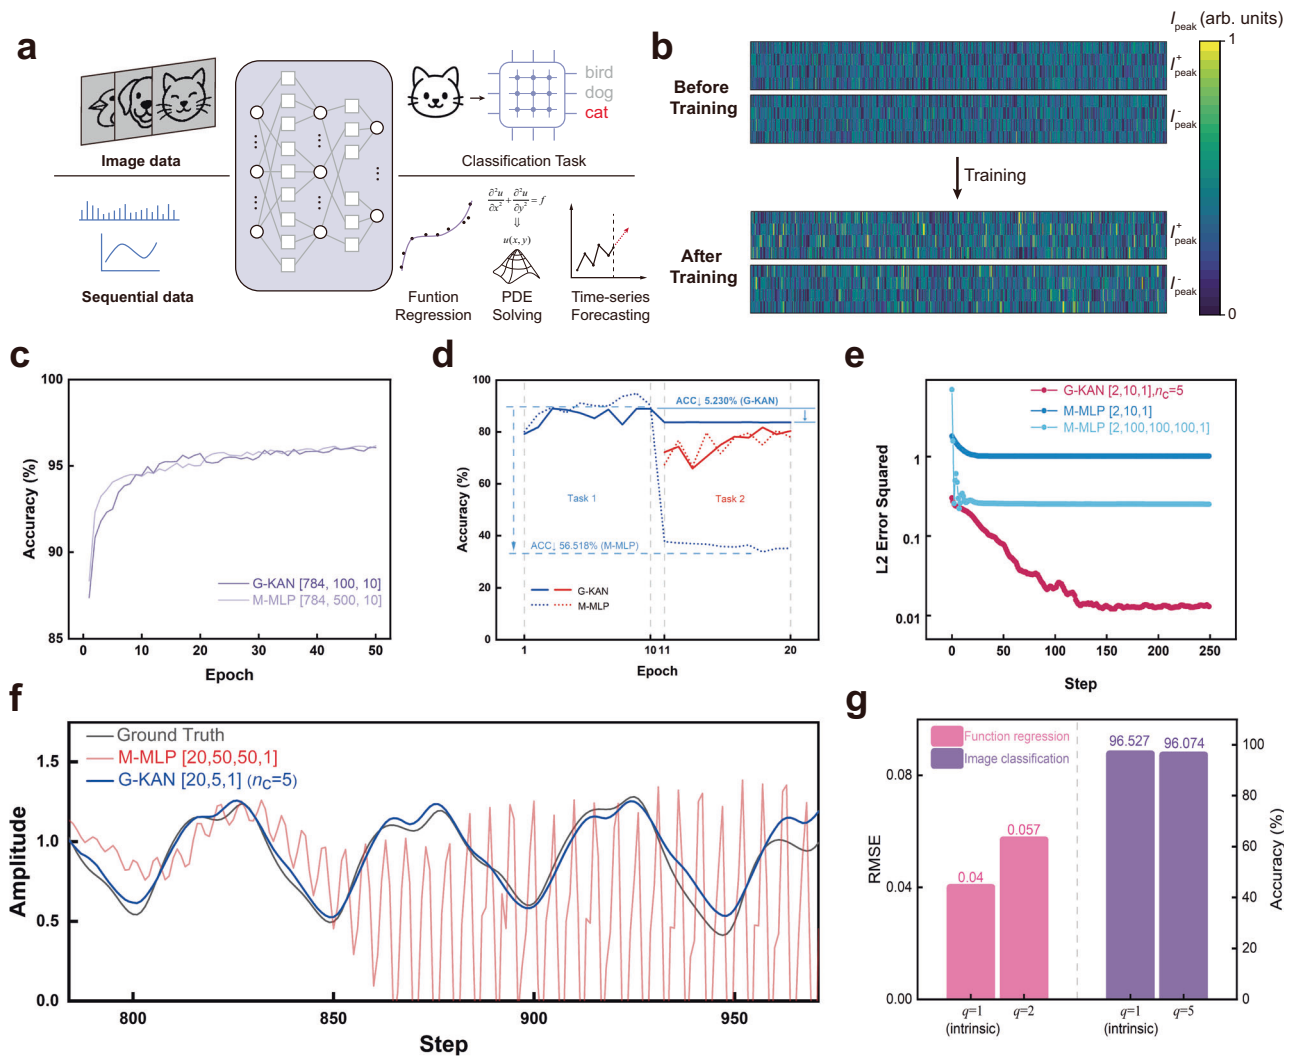 a
Image data
Sequential data
bird
dog
cat
Classification Task
∂²u/∂x² + ∂²u/∂y² = f
⇓
u(x, y)
Funtion
Regression
PDE
Solving
Time-series
Forecasting
b
I peak (arb. units)
Before
Training
I⁺peak
I⁻peak
1
Training
After
Training
I⁺peak
I⁻peak
0
c
100
95
90
85
Accuracy (%)
G-KAN [784, 100, 10]
M-MLP [784, 500, 10]
0 10 20 30 40 50
Epoch
d
100
80
60
40
20
0
Accuracy (%)
ACC↓ 5.230% (G-KAN)
Task 1
Task 2
ACC↓ 56.518% (M-MLP)
G-KAN
M-MLP
1 10 11 20
Epoch
e
G-KAN [2,10,1],nC=5
M-MLP [2,10,1]
M-MLP [2,100,100,100,1]
1
0.1
0.01
L2 Error Squared
0 50 100 150 200 250
Step
f
Ground Truth
M-MLP [20,50,50,1]
G-KAN [20,5,1] (nC=5)
1.5
1.0
0.5
0.0
Amplitude
800 850 900 950
Step
g
Function regression
Image classification
0.08
0.04
0.00
RMSE
0.04
0.057
96.527
96.074
100
80
60
40
20
0
Accuracy (%)
q=1
(intrinsic)
q=2
q=1
(intrinsic)
q=5